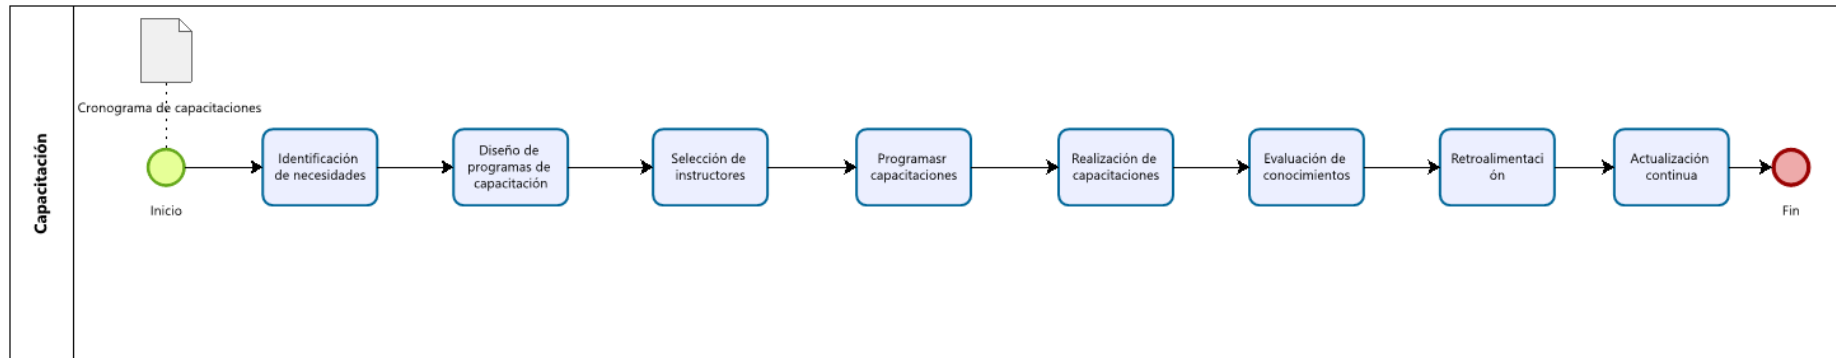 Capacitación
Cronograma de capacitaciones
Inicio
Identificación
de necesidades
Diseño de
programas de
capacitación
Selección de
instructores
Programasr
capacitaciones
Realización de
capacitaciones
Evaluación de
conocimientos
Retroalimentaci
ón
Actualización
continua
Fin